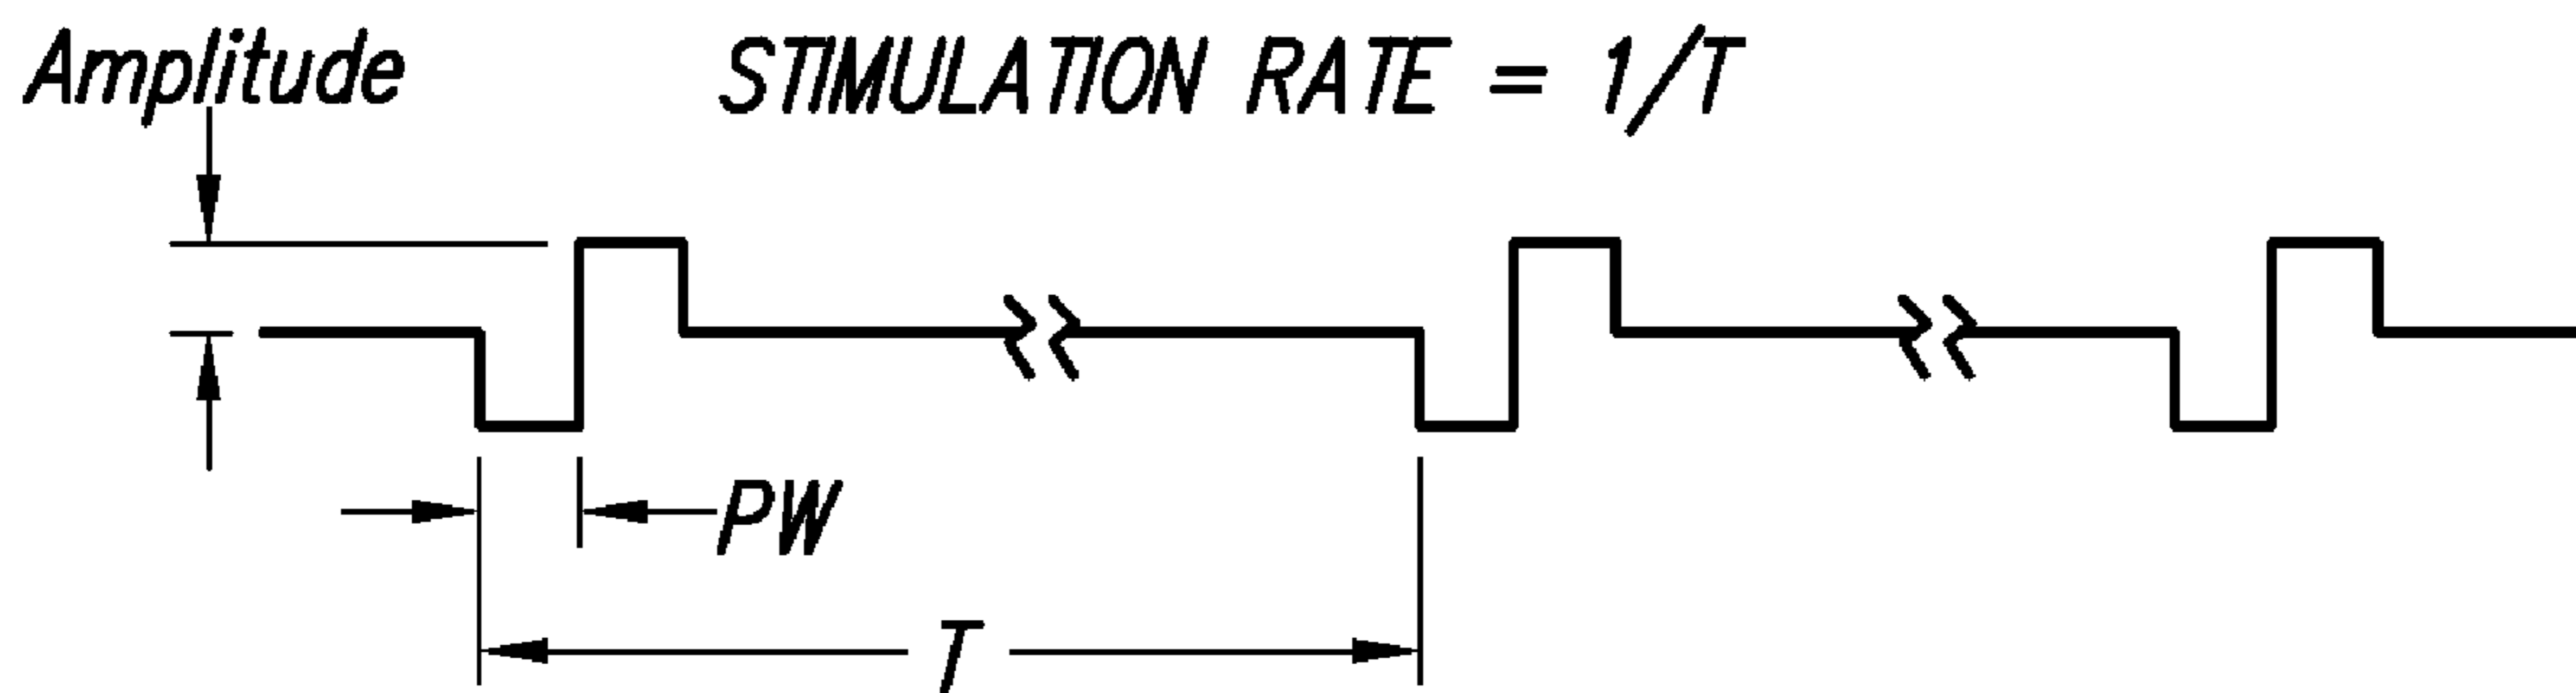 Amplitude
STIMULATION RATE = 1/T
PW
T